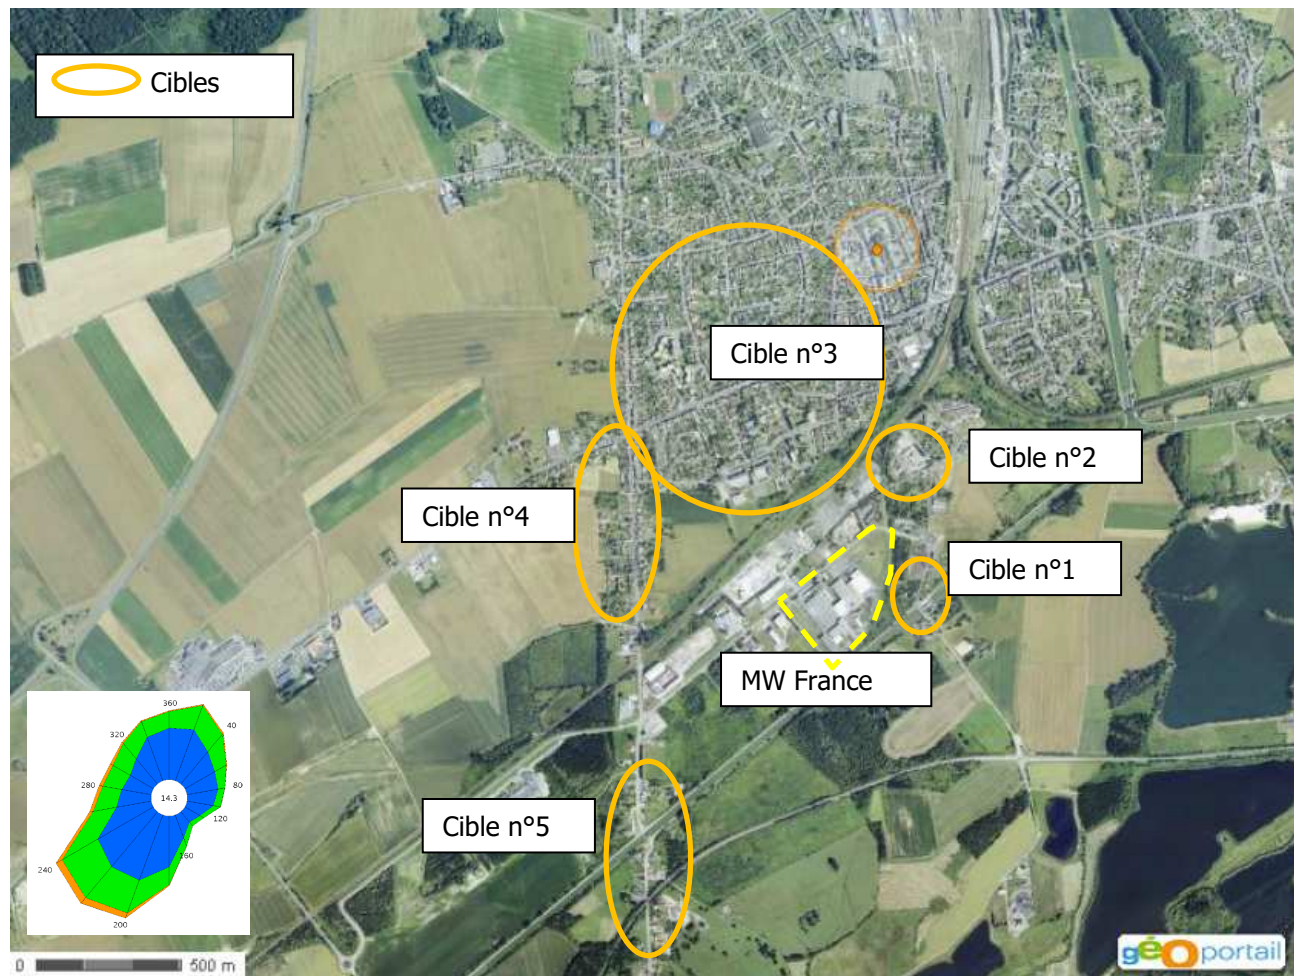 Cibles
Cible n°3
Cible n°2
Cible n°4
Cible n°1
MW France
Cible n°5
360
40
320
80
280
14.3
120
160
240
200
0 500 m
géoportail